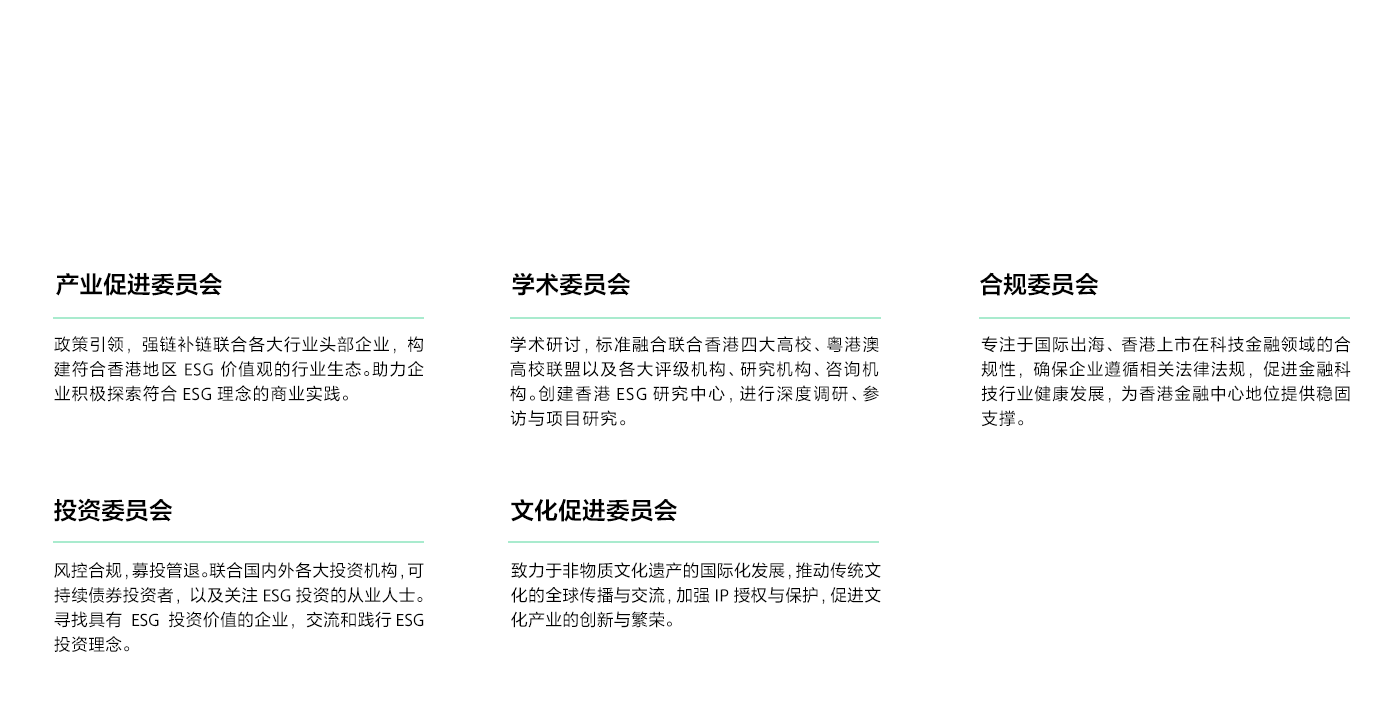 产业促进委员会
政策引领，强链补链联合各大行业头部企业，构
建符合香港地区 ESG 价值观的行业生态。助力企
业积极探索符合 ESG 理念的商业实践。
学术委员会
学术研讨，标准融合联合香港四大高校、粤港澳
高校联盟以及各大评级机构、研究机构、咨询机
构。创建香港 ESG 研究中心，进行深度调研、参
访与项目研究。
合规委员会
专注于国际出海、香港上市在科技金融领域的合
规性，确保企业遵循相关法律法规，促进金融科
技行业健康发展，为香港金融中心地位提供稳固
支撑。
投资委员会
风控合规，募投管退。联合国内外各大投资机构，可
持续债券投资者，以及关注 ESG 投资的从业人士。
寻找具有 ESG 投资价值的企业，交流和践行 ESG
投资理念。
文化促进委员会
致力于非物质文化遗产的国际化发展，推动传统文
化的全球传播与交流，加强 IP 授权与保护，促进文
化产业的创新与繁荣。